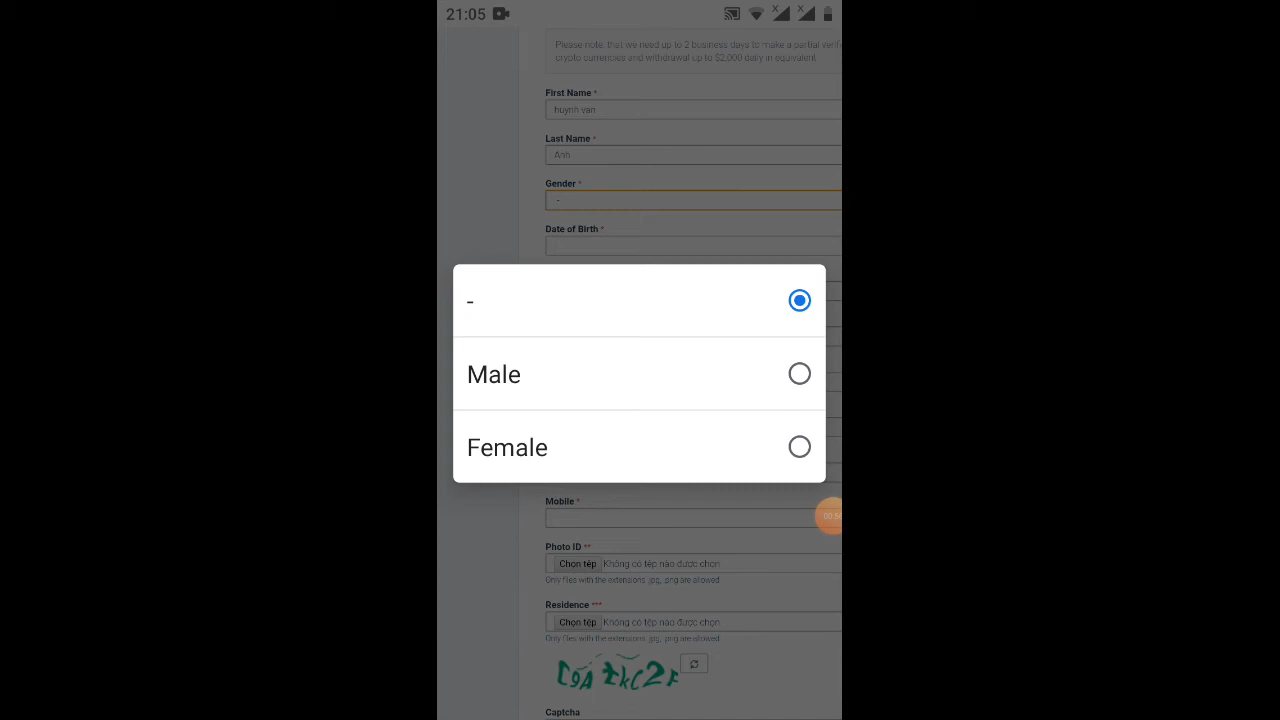 21:05
Please note, that we need up to 2 business days to make a partial verifi
crypto currencies and withdrawal up to $2,000 daily in equivalent
First Name *
huynh van
Last Name *
Anh
Gender *
-
Date of Birth *
-
Male
Female
Mobile *
Photo ID **
Chọn tệp Không có tệp nào được chọn
Only files with the extensions .jpg, .png are allowed
Residence ***
Chọn tệp Không có tệp nào được chọn
Only files with the extensions .jpg, .png are allowed
Captcha